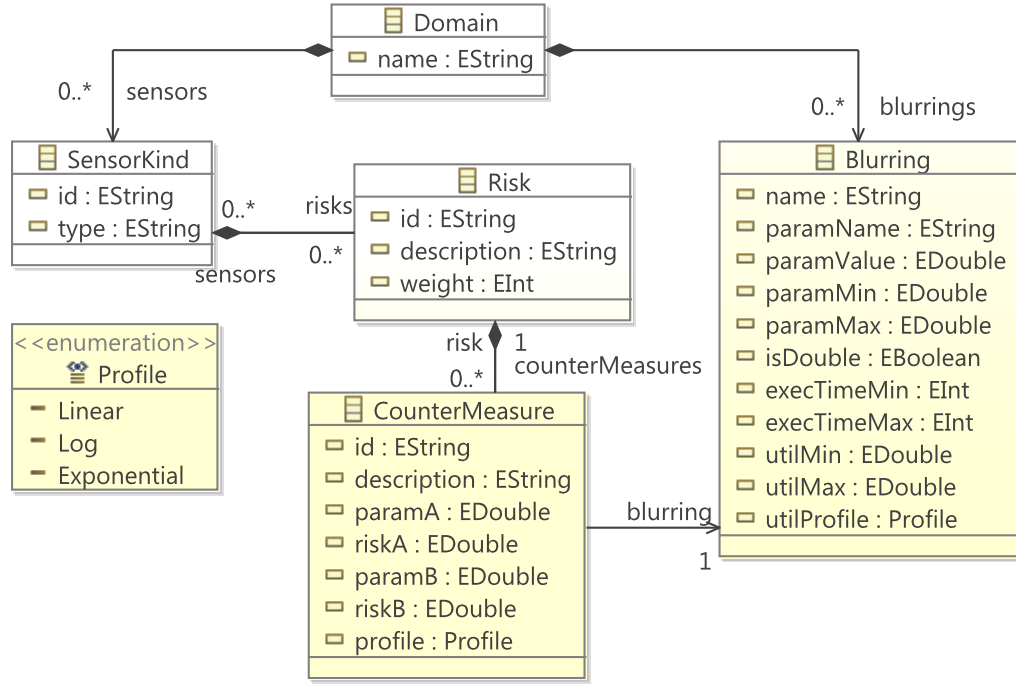 Domain
name : EString
0..*
sensors
0..*
blurrings
SensorKind
id : EString
type : EString
0..*
risks
sensors
0..*
Risk
id : EString
description : EString
weight : EInt
Blurring
name : EString
paramName : EString
paramValue : EDouble
paramMin : EDouble
paramMax : EDouble
isDouble : EBoolean
execTimeMin : EInt
execTimeMax : EInt
utilMin : EDouble
utilMax : EDouble
utilProfile : Profile
<<enumeration>>
Profile
Linear
Log
Exponential
risk
1
counterMeasures
0..*
CounterMeasure
id : EString
description : EString
paramA : EDouble
riskA : EDouble
paramB : EDouble
riskB : EDouble
profile : Profile
blurring
1